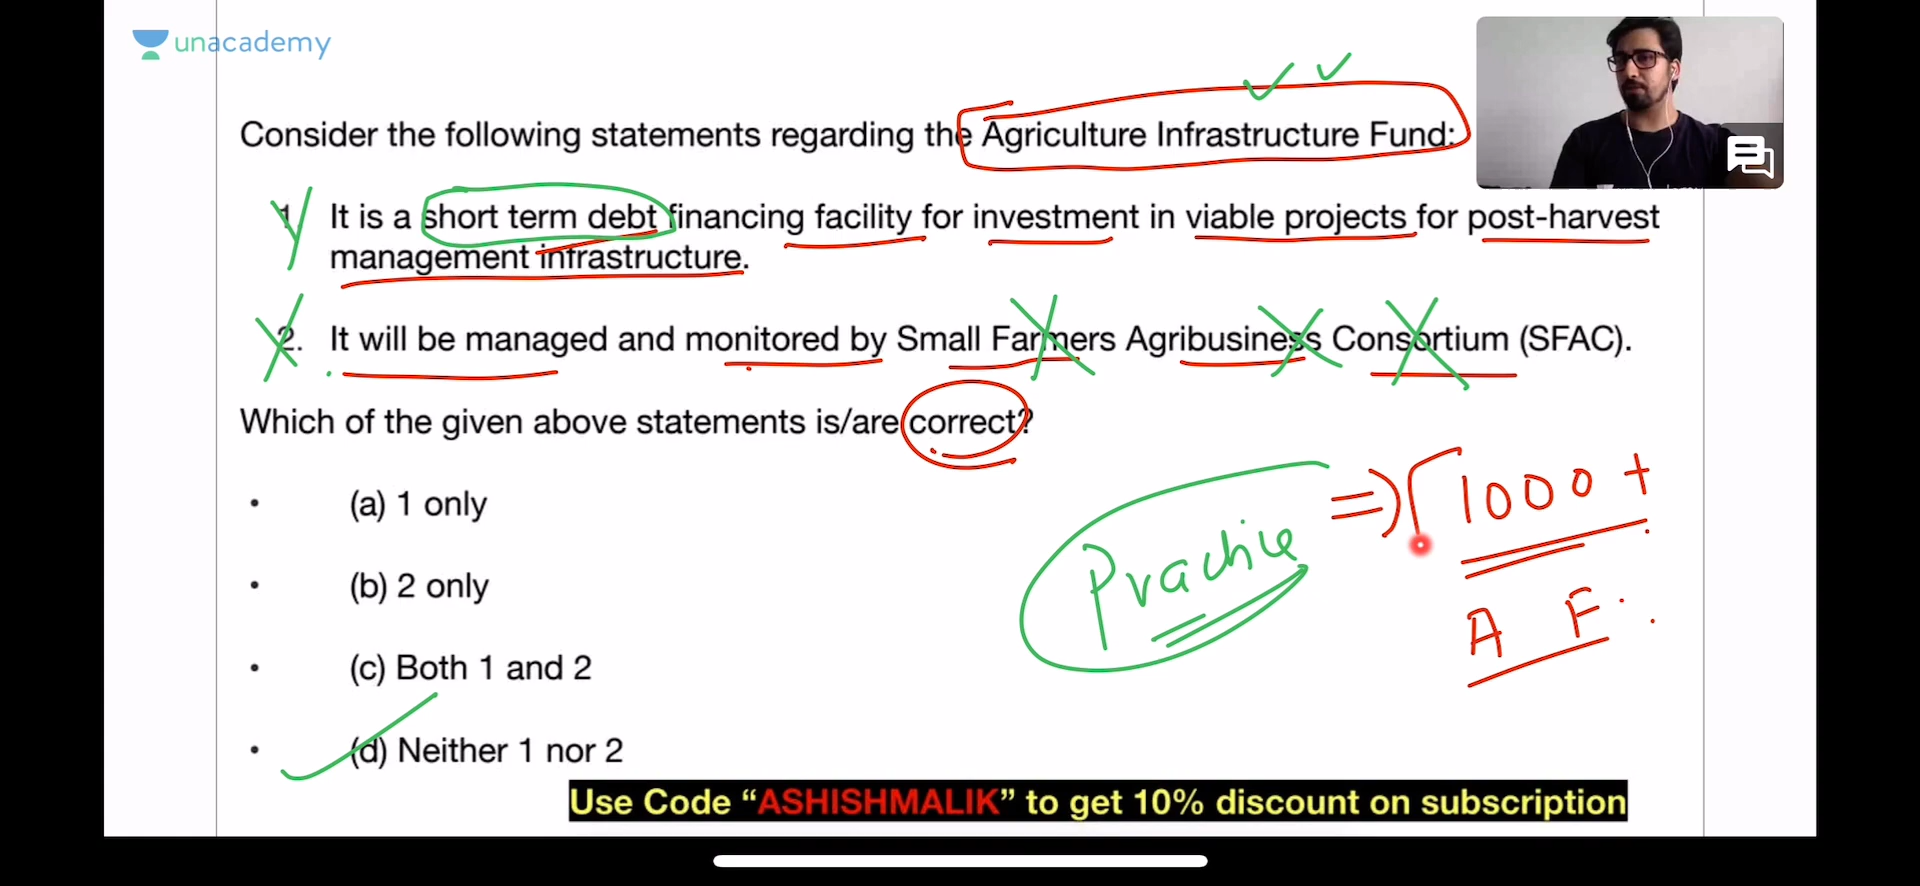 unacademy
Consider the following statements regarding the Agriculture Infrastructure Fund:
1. It is a short term debt financing facility for investment in viable projects for post-harvest
management infrastructure.
2. It will be managed and monitored by Small Farmers Agribusiness Consortium (SFAC).
Which of the given above statements is/are correct?
• (a) 1 only
• (b) 2 only
• (c) Both 1 and 2
• (d) Neither 1 nor 2
Practice => 1000 +
A F
Use Code “ASHISHMALIK” to get 10% discount on subscription